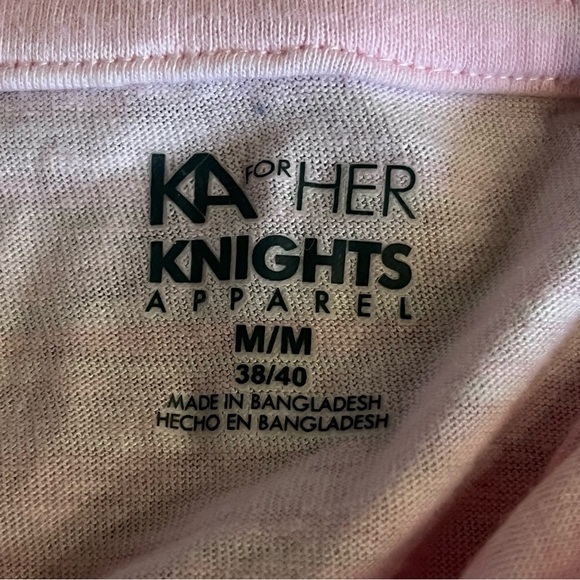 KA FOR HER
KNIGHTS
APPAREL
M/M
38/40
MADE IN BANGLADESH
HECHO EN BANGLADESH